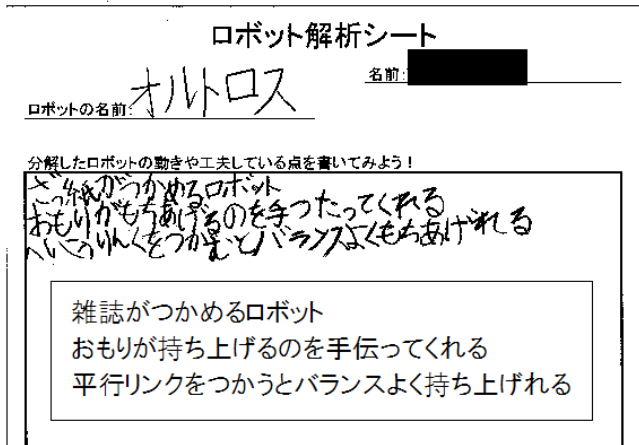 ロボット解析シート
名前:
ロボットの名前: オルトロス
分解したロボットの動きや工夫している点を書いてみよう!
ざっ紙がつかめるロボット
おもりがもちあげるのを手つたってくれる
へいこうりんくをつかむとバランスよくもちあげれる
雑誌がつかめるロボット
おもりが持ち上げるのを手伝ってくれる
平行リンクをつかうとバランスよく持ち上げれる